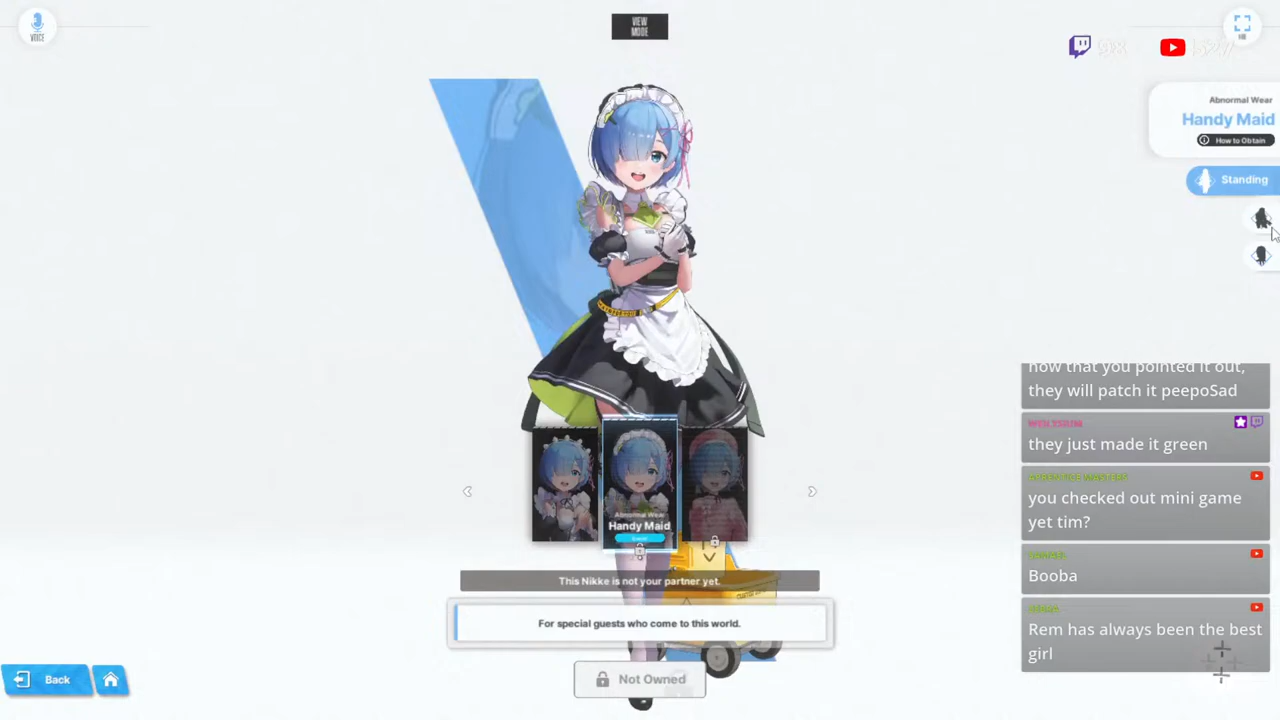 VOICE
VIEW
MODE
Abnormal Wear
Handy Maid
How to Obtain
Standing
now that you pointed it out,
they will patch it peepoSad
they just made it green
APPRENTICE MASTERS
you checked out mini game
yet tim?
Booba
Rem has always been the best
girl
Abnormal Wear
Handy Maid
This Nikke is not your partner yet.
For special guests who come to this world.
Not Owned
Back